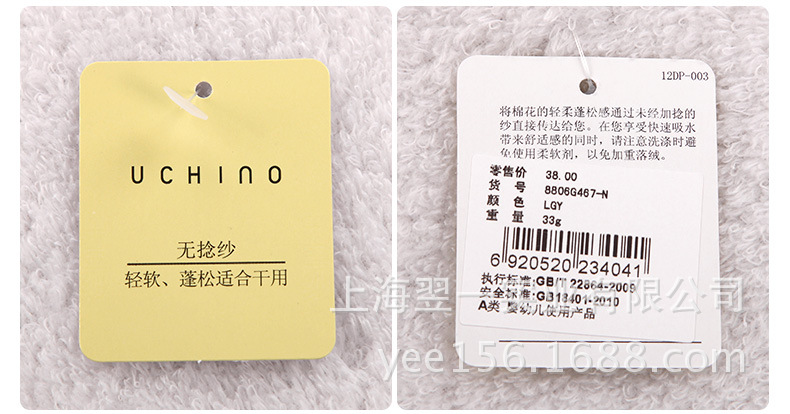 UCHINO
无捻纱
轻软、蓬松适合干用
12DP-003
将棉花的轻柔蓬松感通过未经加捻的
纱直接传达给您。在您享受快速吸水
带来舒适感的同时,请注意洗涤时避
免使用柔软剂,以免加重落绒。
零售价 38.00
货号 8806G467-N
颜色 LGY
重量 33g
6 920520 234041
执行标准:GB/T 22864-2009
安全标准:GB18401-2010
A类 婴幼儿使用产品
上海翌一实业有限公司
yee156.1688.com